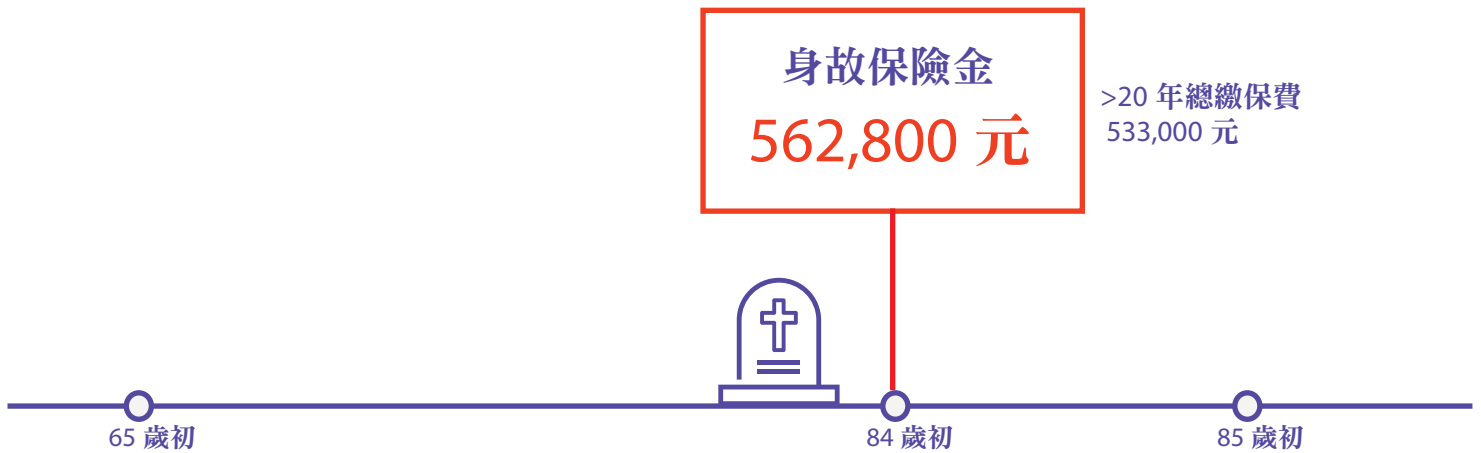 身故保險金
562,800 元
>20 年總繳保費
533,000 元
65 歲初
84 歲初
85 歲初